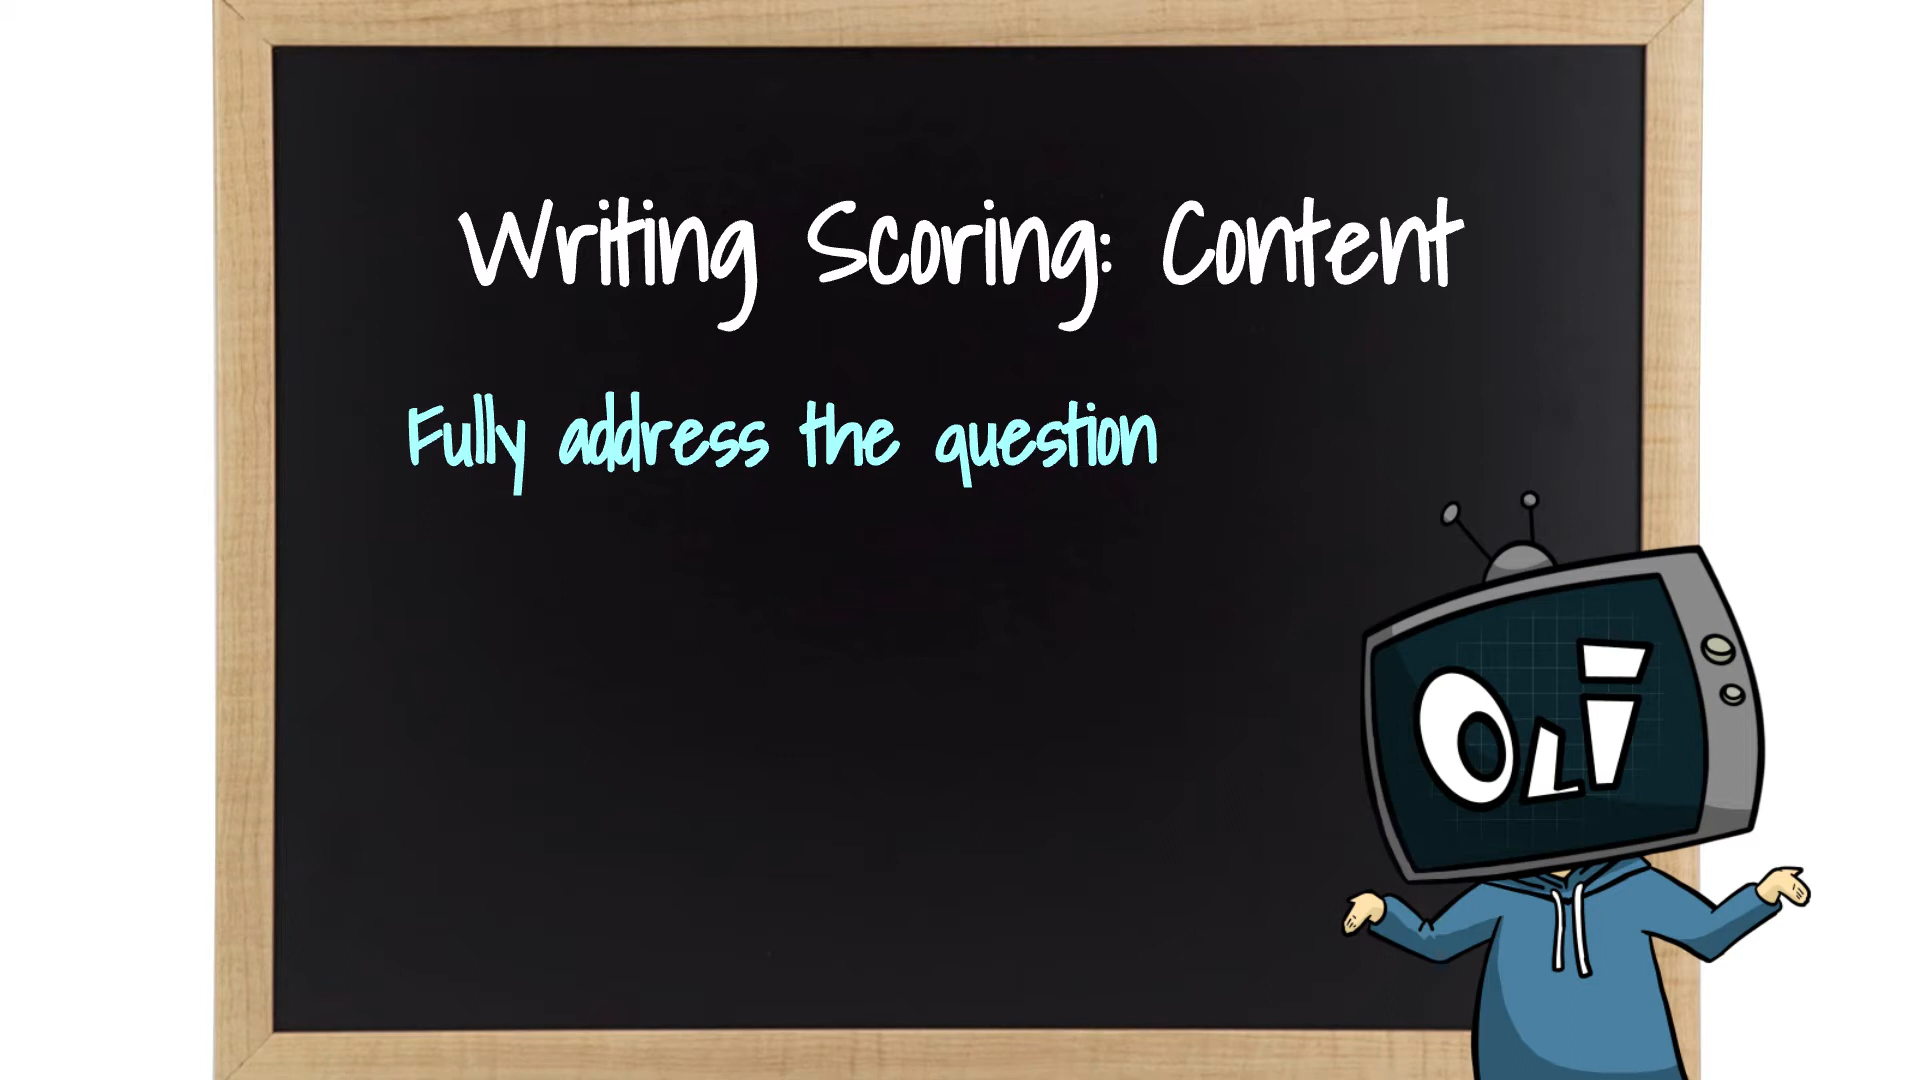 Writing Scoring: Content
Fully address the question
OLI